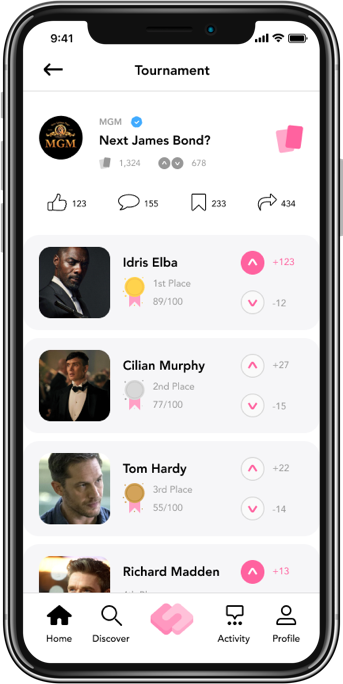 9:41
Tournament
MGM
MGM
Next James Bond?
1,324 678
123 155 233 434
Idris Elba +123
1st Place
89/100 -12
Cilian Murphy +27
2nd Place
77/100 -15
Tom Hardy +22
3rd Place
55/100 -14
Richard Madden +13
Home Discover Activity Profile